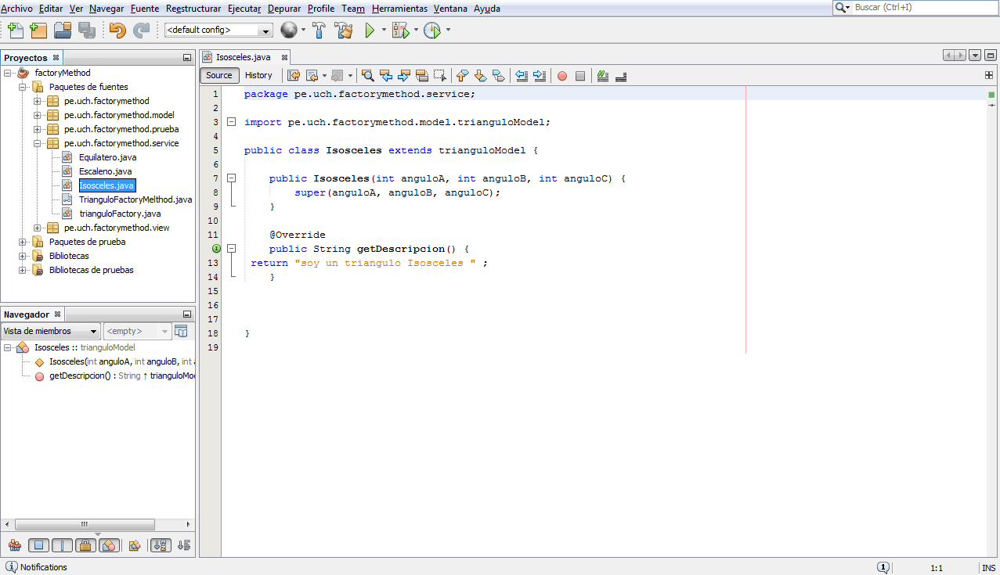 Archivo Editar Ver Navegar Fuente Reestructurar Ejecutar Depurar Profile Team Herramientas Ventana Ayuda
Buscar (Ctrl+I)
<default config>
Proyectos
factoryMethod
Paquetes de fuentes
pe.uch.factorymethod
pe.uch.factorymethod.model
pe.uch.factorymethod.prueba
pe.uch.factorymethod.service
Equilatero.java
Escaleno.java
Isosceles.java
TrianguloFactoryMelthod.java
trianguloFactory.java
pe.uch.factorymethod.view
Paquetes de prueba
Bibliotecas
Bibliotecas de pruebas
Navegador
Vista de miembros <empty>
Isosceles :: trianguloModel
Isosceles(int anguloA, int anguloB, int a
getDescripcion() : String ↑ trianguloMod
Isosceles.java
Source History
1 package pe.uch.factorymethod.service;
2
3 import pe.uch.factorymethod.model.trianguloModel;
4
5 public class Isosceles extends trianguloModel {
6
7 public Isosceles(int anguloA, int anguloB, int anguloC) {
8 super(anguloA, anguloB, anguloC);
9 }
10
11 @Override
public String getDescripcion() {
13 return "soy un triangulo Isosceles " ;
14 }
15
16
17
18 }
19
Notifications
1:1 INS